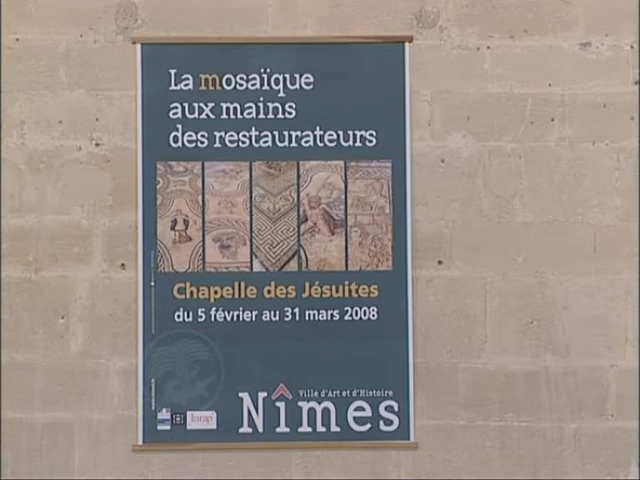 La mosaïque
aux mains
des restaurateurs
Chapelle des Jésuites
du 5 février au 31 mars 2008
Ville d'Art et d'Histoire
Nîmes
Inrap